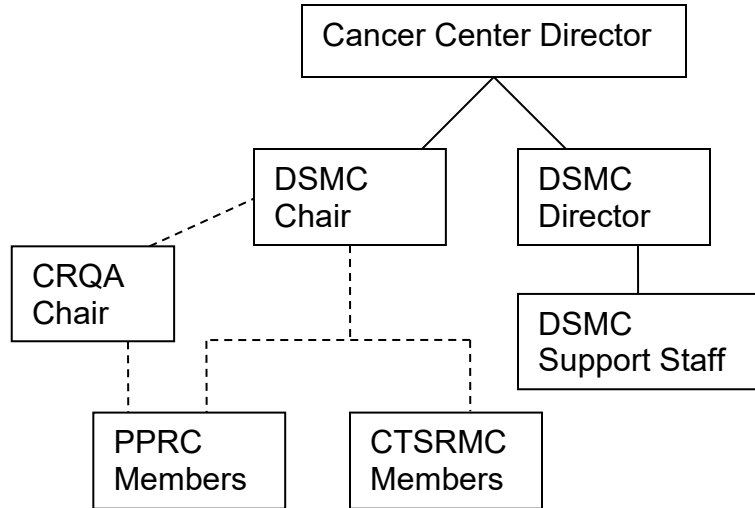 Cancer Center Director
DSMC
Chair
DSMC
Director
CRQA
Chair
DSMC
Support Staff
PPRC
Members
CTSRMC
Members